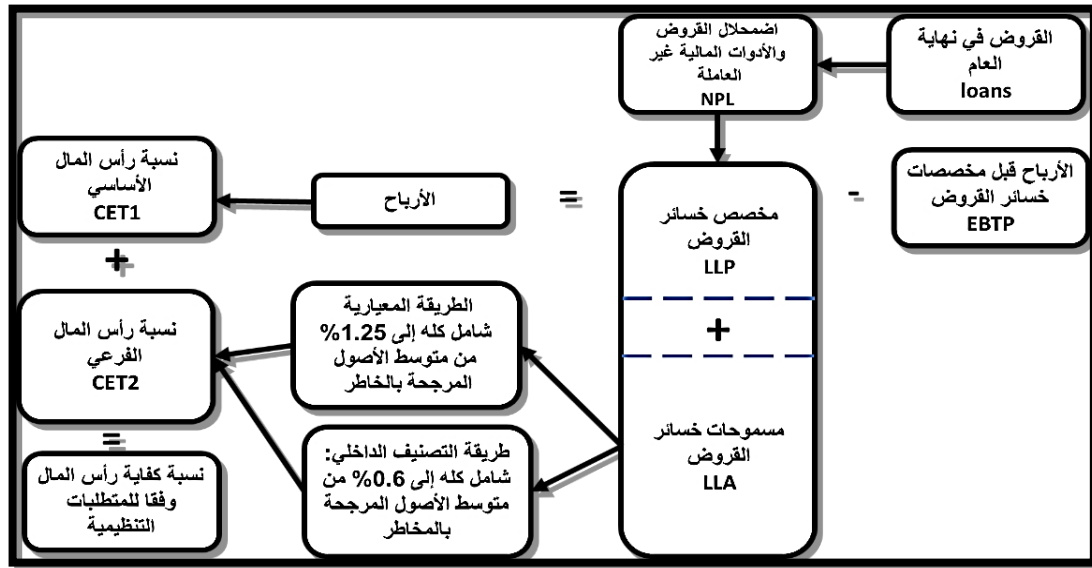 القروض في نهاية
العام
loans
اضمحلال القروض
والأدوات المالية غير
العاملة
NPL
الأرباح قبل مخصصات
خسائر القروض
EBTP
-
مخصص خسائر
القروض
LLP
+
مسموحات خسائر
القروض
LLA
=
الأرباح
نسبة رأس المال
الأساسي
CET1
+
الطريقة المعيارية
شامل كله إلى 1.25%
من متوسط الأصول
المرجحة بالخاطر
نسبة رأس المال
الفرعي
CET2
طريقة التصنيف الداخلي:
شامل كله إلى 0.6% من
متوسط الأصول المرجحة
بالمخاطر
=
نسبة كفاية رأس المال
وفقا للمتطلبات
التنظيمية